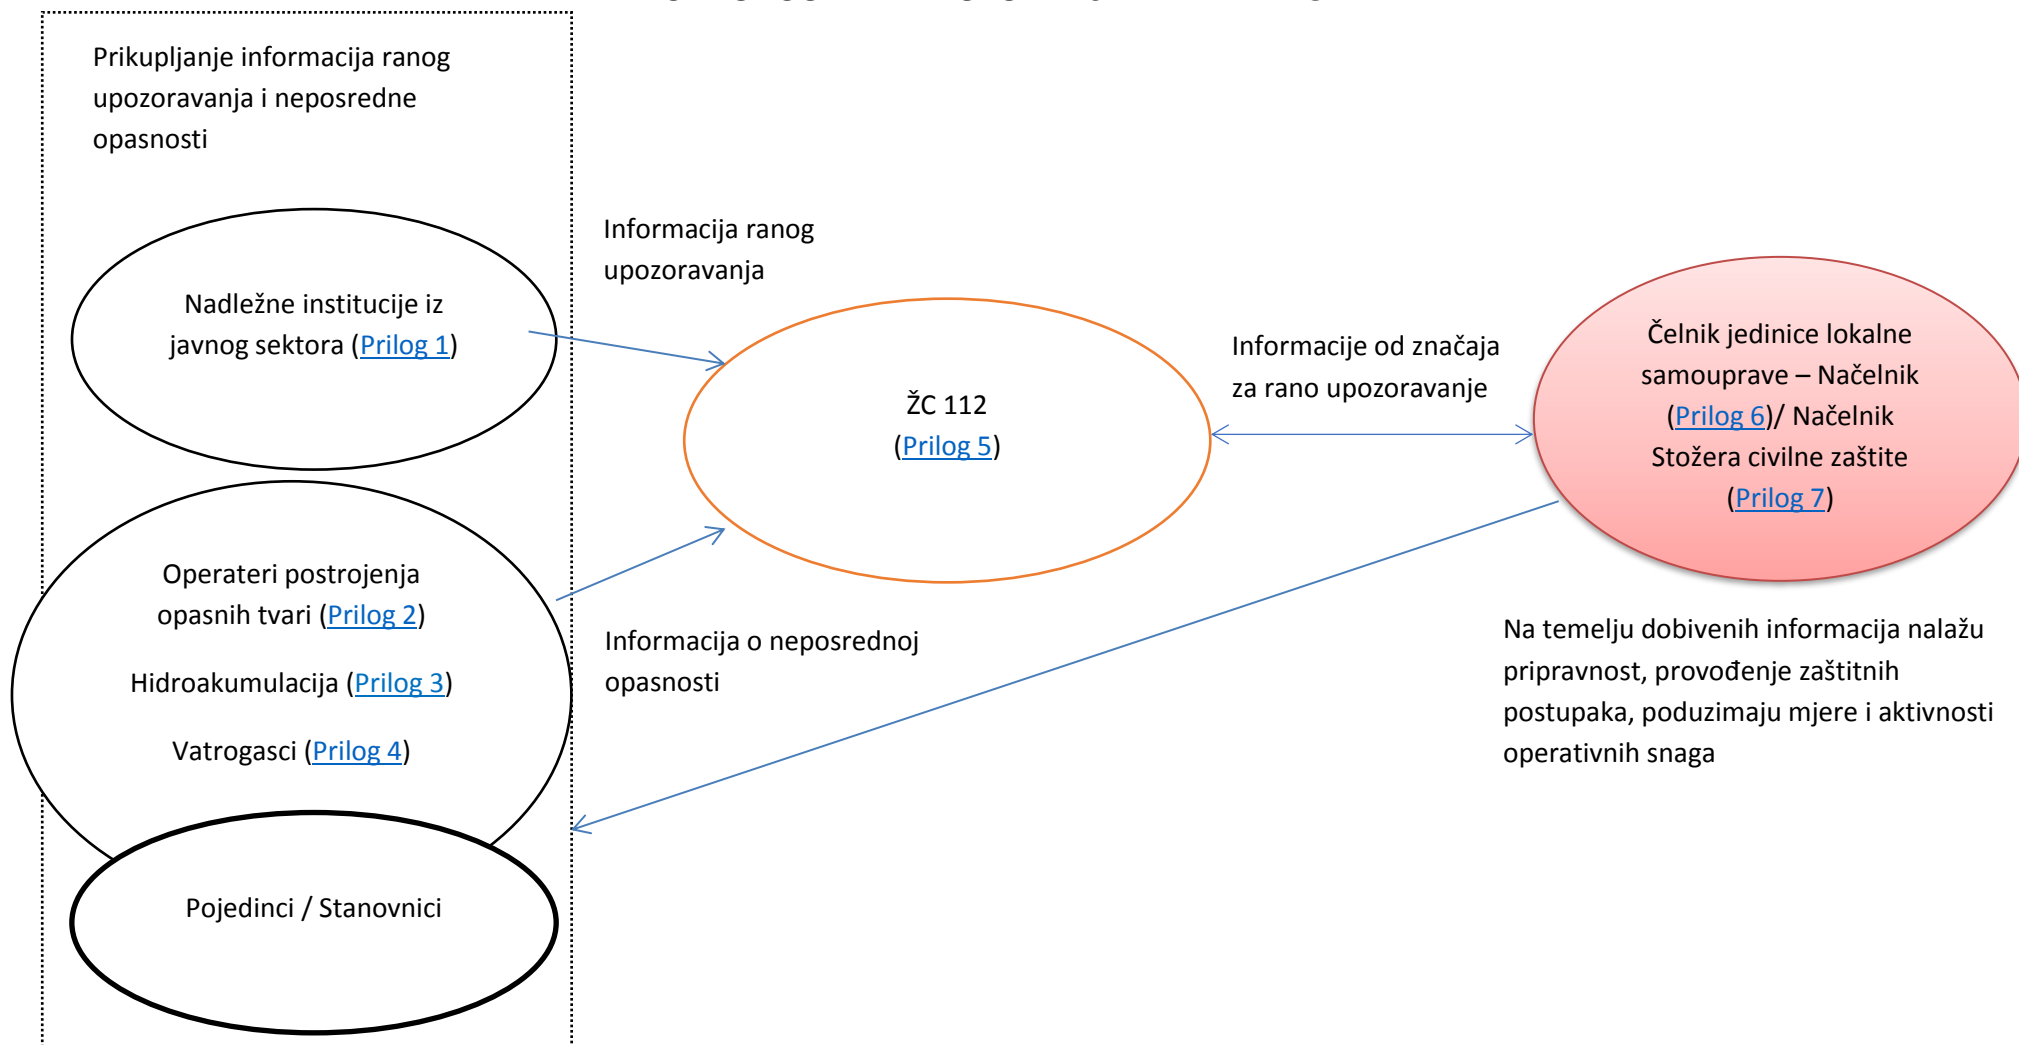 Prikupljanje informacija ranog
upozoravanja i neposredne
opasnosti
Nadležne institucije iz
javnog sektora (Prilog 1)
Operateri postrojenja
opasnih tvari (Prilog 2)
Hidroakumulacija (Prilog 3)
Vatrogasci (Prilog 4)
Pojedinci / Stanovnici
Informacija ranog
upozoravanja
Informacija o neposrednoj
opasnosti
ŽC 112
(Prilog 5)
Informacije od značaja
za rano upozoravanje
Čelnik jedinice lokalne
samouprave – Načelnik
(Prilog 6)/ Načelnik
Stožera civilne zaštite
(Prilog 7)
Na temelju dobivenih informacija nalažu
pripravnost, provođenje zaštitnih
postupaka, poduzimaju mjere i aktivnosti
operativnih snaga